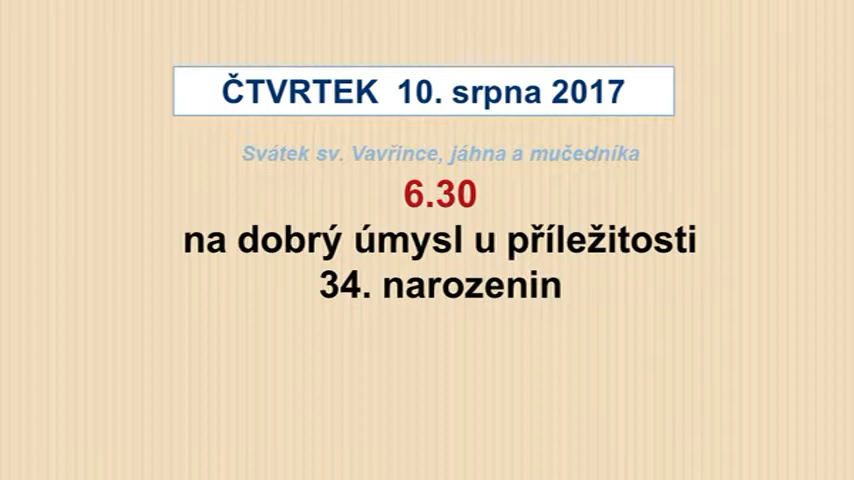 ČTVRTEK 10. srpna 2017
Svátek sv. Vavřince, jáhna a mučedníka
6.30
na dobrý úmysl u příležitosti
34. narozenin